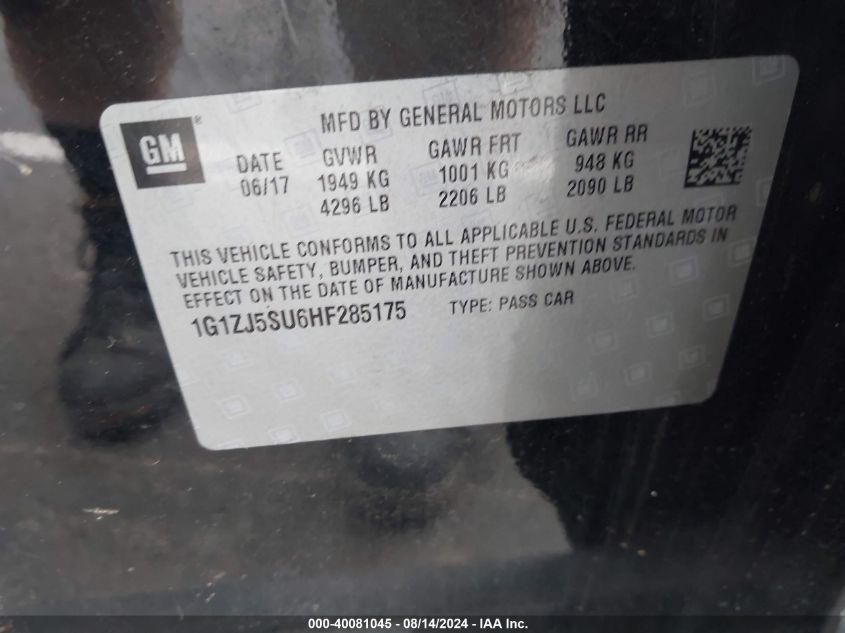 MFD BY GENERAL MOTORS LLC
GM®
DATE GVWR GAWR FRT GAWR RR
06/17 1949 KG 1001 KG 948 KG
4296 LB 2206 LB 2090 LB
THIS VEHICLE CONFORMS TO ALL APPLICABLE U.S. FEDERAL MOTOR
VEHICLE SAFETY, BUMPER, AND THEFT PREVENTION STANDARDS IN
EFFECT ON THE DATE OF MANUFACTURE SHOWN ABOVE.
1G1ZJ5SU6HF285175 TYPE: PASS CAR
000-40081045 - 08/14/2024 - IAA Inc.